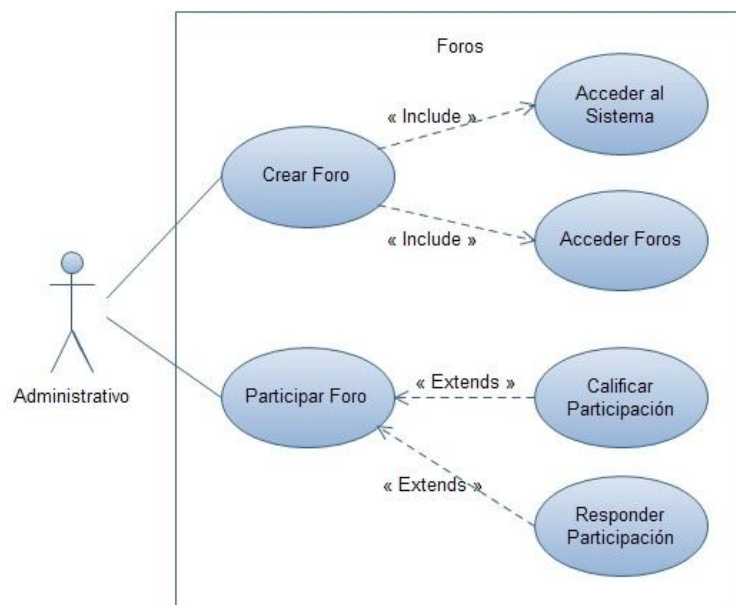 Foros
Acceder al
Sistema
« Include »
Crear Foro
« Include »
Acceder Foros
Administrativo
Participar Foro
« Extends »
Calificar
Participación
« Extends »
Responder
Participación